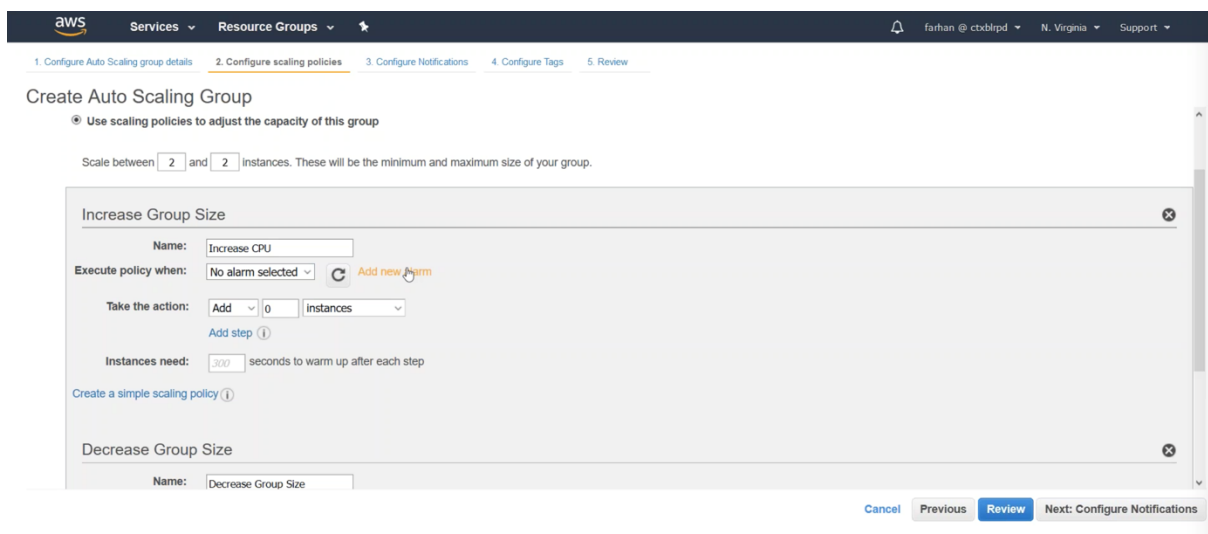 aws Services Resource Groups farhan @ ctxblrpd N. Virginia Support
1. Configure Auto Scaling group details 2. Configure scaling policies 3. Configure Notifications 4. Configure Tags 5. Review
Create Auto Scaling Group
Use scaling policies to adjust the capacity of this group
Scale between 2 and 2 instances. These will be the minimum and maximum size of your group.
Increase Group Size
Name: Increase CPU
Execute policy when: No alarm selected Add new alarm
Take the action: Add 0 instances
Add step i
Instances need: 300 seconds to warm up after each step
Create a simple scaling policy i
Decrease Group Size
Name: Decrease Group Size
Cancel Previous Review Next: Configure Notifications